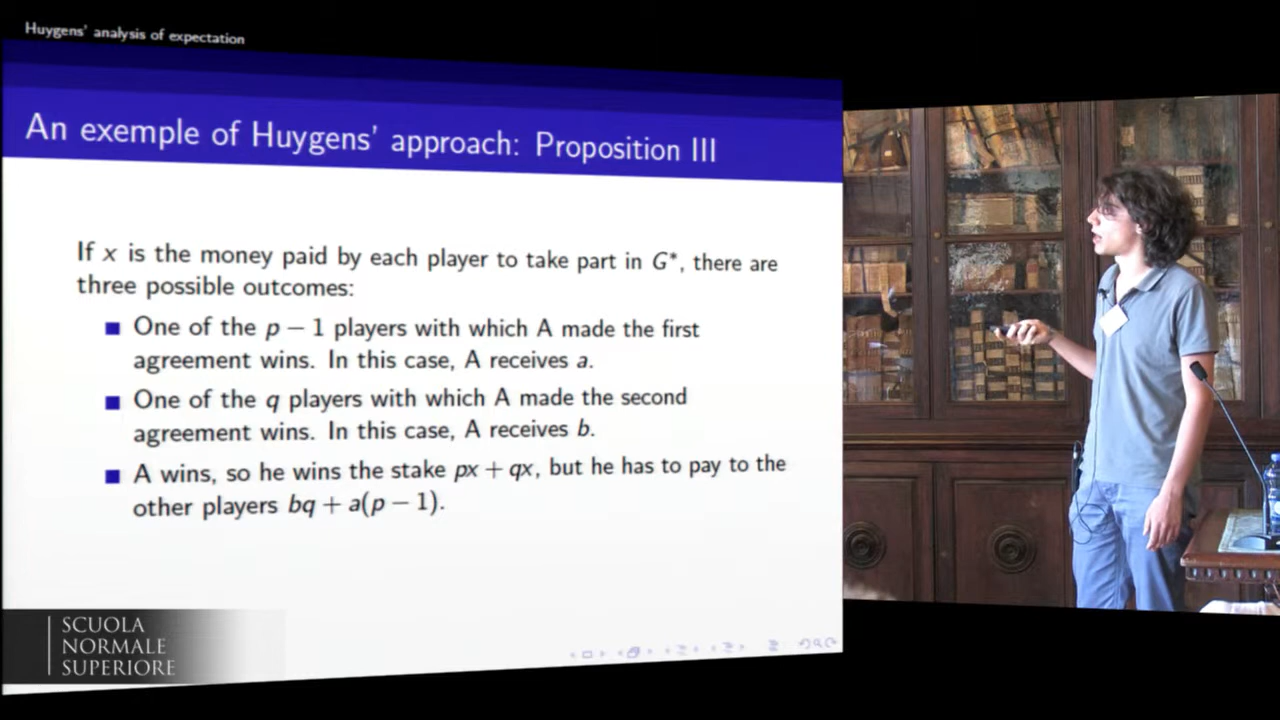 Huygens' analysis of expectation
An exemple of Huygens' approach: Proposition III
If x is the money paid by each player to take part in G*, there are
three possible outcomes:
One of the p − 1 players with which A made the first
agreement wins. In this case, A receives a.
One of the q players with which A made the second
agreement wins. In this case, A receives b.
A wins, so he wins the stake px + qx, but he has to pay to the
other players bq + a(p − 1).
SCUOLA
NORMALE
SUPERIORE